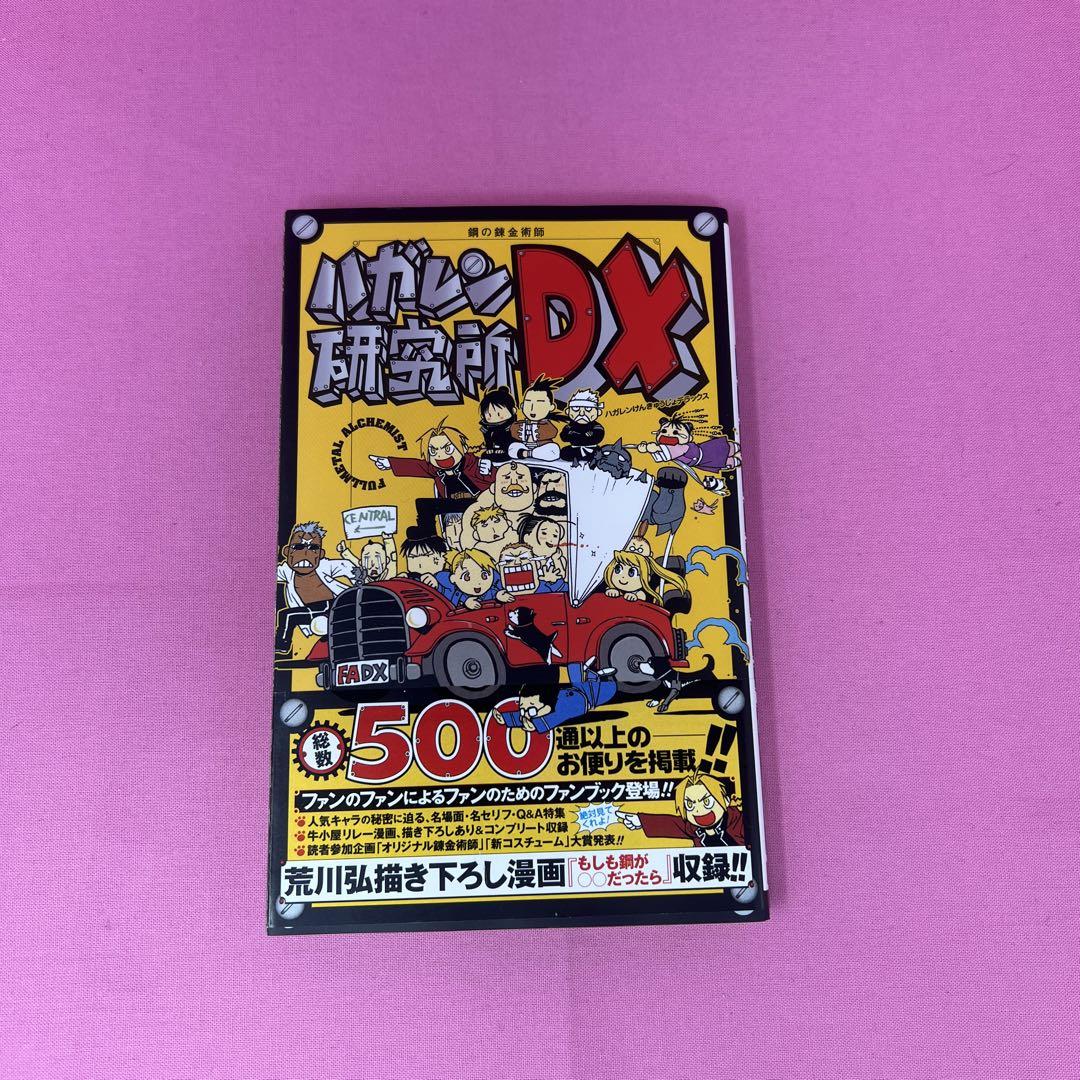 鋼の錬金術師
ハガレン
研究所DX
ハガレンけんきゅうじょデラックス
FULLMETAL ALCHEMIST
CENTRAL
FADX
総数
500通以上の
お便りを掲載!!
ファンのファンによるファンのためのファンブック登場!!
人気キャラの秘密に迫る、名場面・名セリフ・Q&A特集
牛小屋リレー漫画、描き下ろしあり&コンプリート収録
読者参加企画「オリジナル錬金術師」「新コスチューム」大賞発表!!
絶対見て
くれよ!
荒川弘描き下ろし漫画『もしも鋼が
○○だったら』収録!!